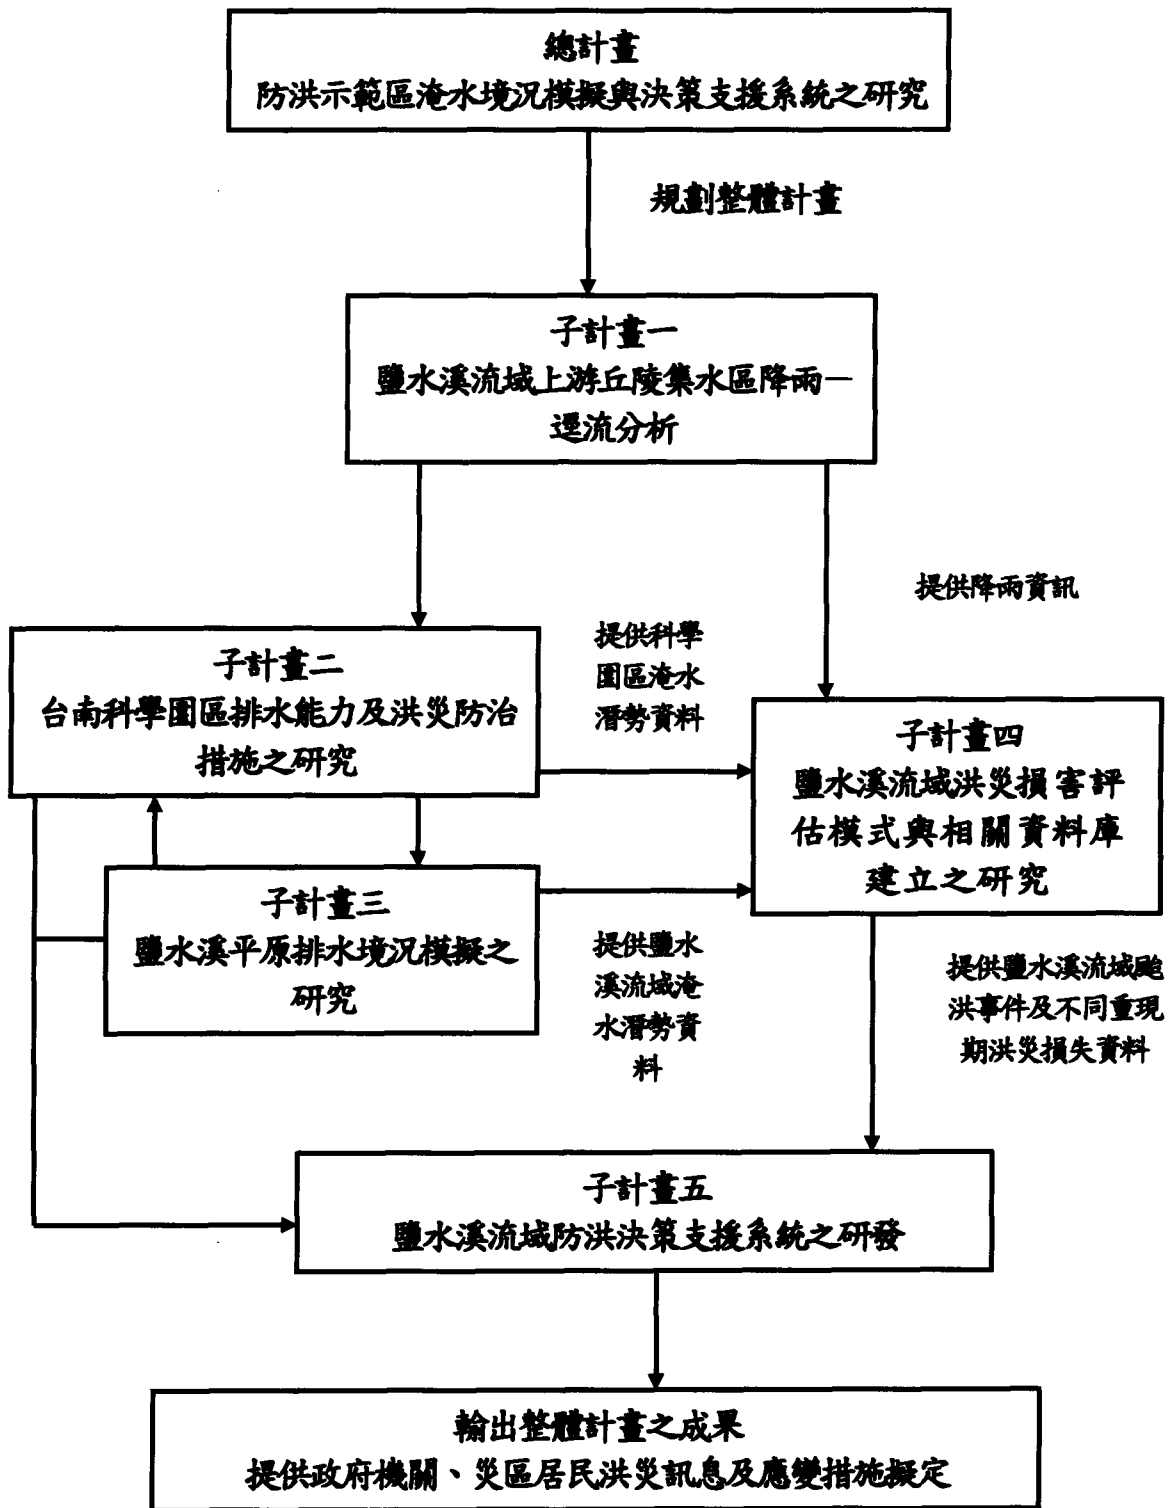 總計畫
防洪示範區淹水境況模擬與決策支援系統之研究
規劃整體計畫
子計畫一
鹽水溪流域上游丘陵集水區降雨—
逕流分析
提供降雨資訊
子計畫二
台南科學園區排水能力及洪災防治
措施之研究
提供科學
園區淹水
潛勢資料
子計畫四
鹽水溪流域洪災損害評
估模式與相關資料庫
建立之研究
子計畫三
鹽水溪平原排水境況模擬之
研究
提供鹽水
溪流域淹
水潛勢資
料
提供鹽水溪流域颱
洪事件及不同重現
期洪災損失資料
子計畫五
鹽水溪流域防洪決策支援系統之研發
輸出整體計畫之成果
提供政府機關、災區居民洪災訊息及應變措施擬定